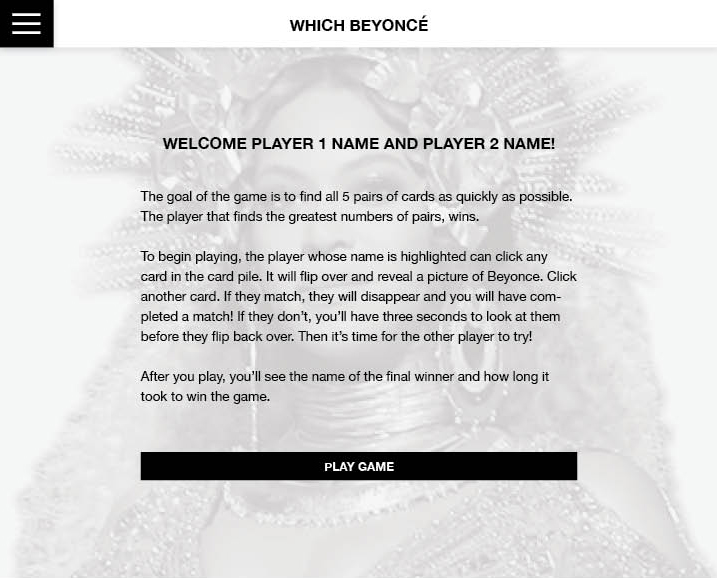 WHICH BEYONCÉ
WELCOME PLAYER 1 NAME AND PLAYER 2 NAME!
The goal of the game is to find all 5 pairs of cards as quickly as possible.
The player that finds the greatest numbers of pairs, wins.
To begin playing, the player whose name is highlighted can click any
card in the card pile. It will flip over and reveal a picture of Beyonce. Click
another card. If they match, they will disappear and you will have com-
pleted a match! If they don't, you'll have three seconds to look at them
before they flip back over. Then it's time for the other player to try!
After you play, you'll see the name of the final winner and how long it
took to win the game.
PLAY GAME